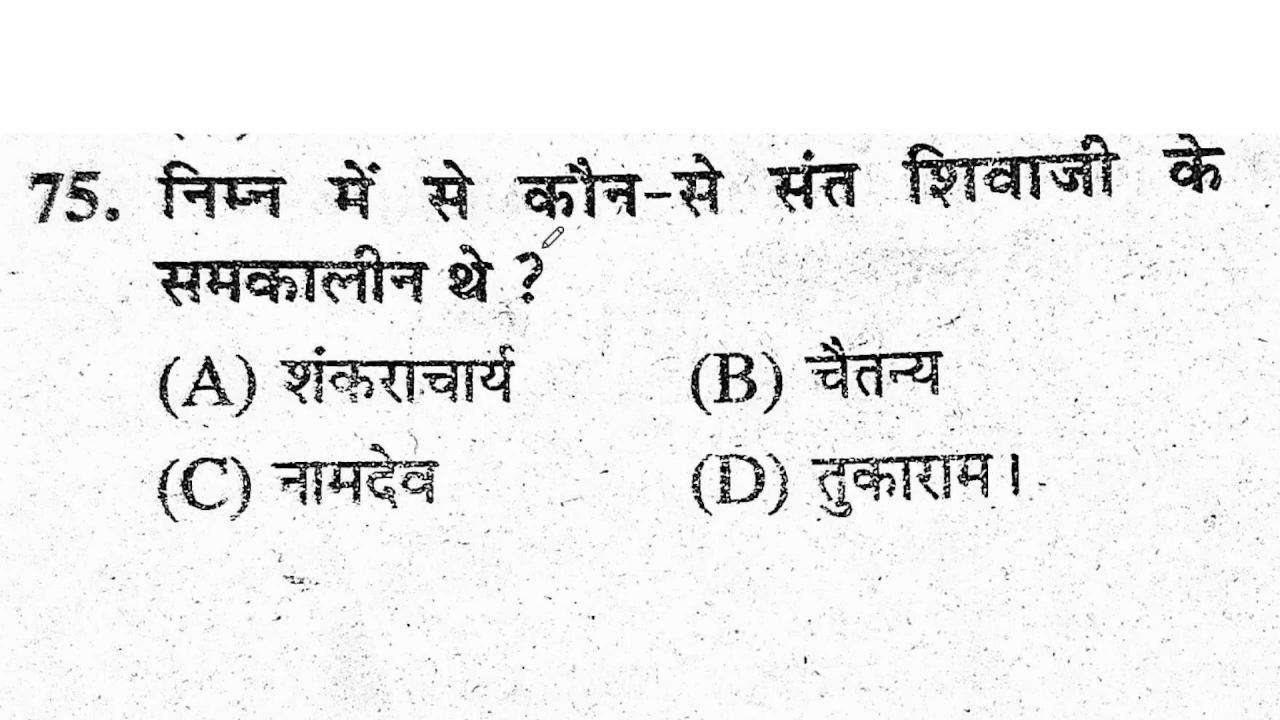 75. निम्न में से कौन-से संत शिवाजी के
समकालीन थे ?
(A) शंकराचार्य (B) चैतन्य
(C) नामदेव (D) तुकाराम।